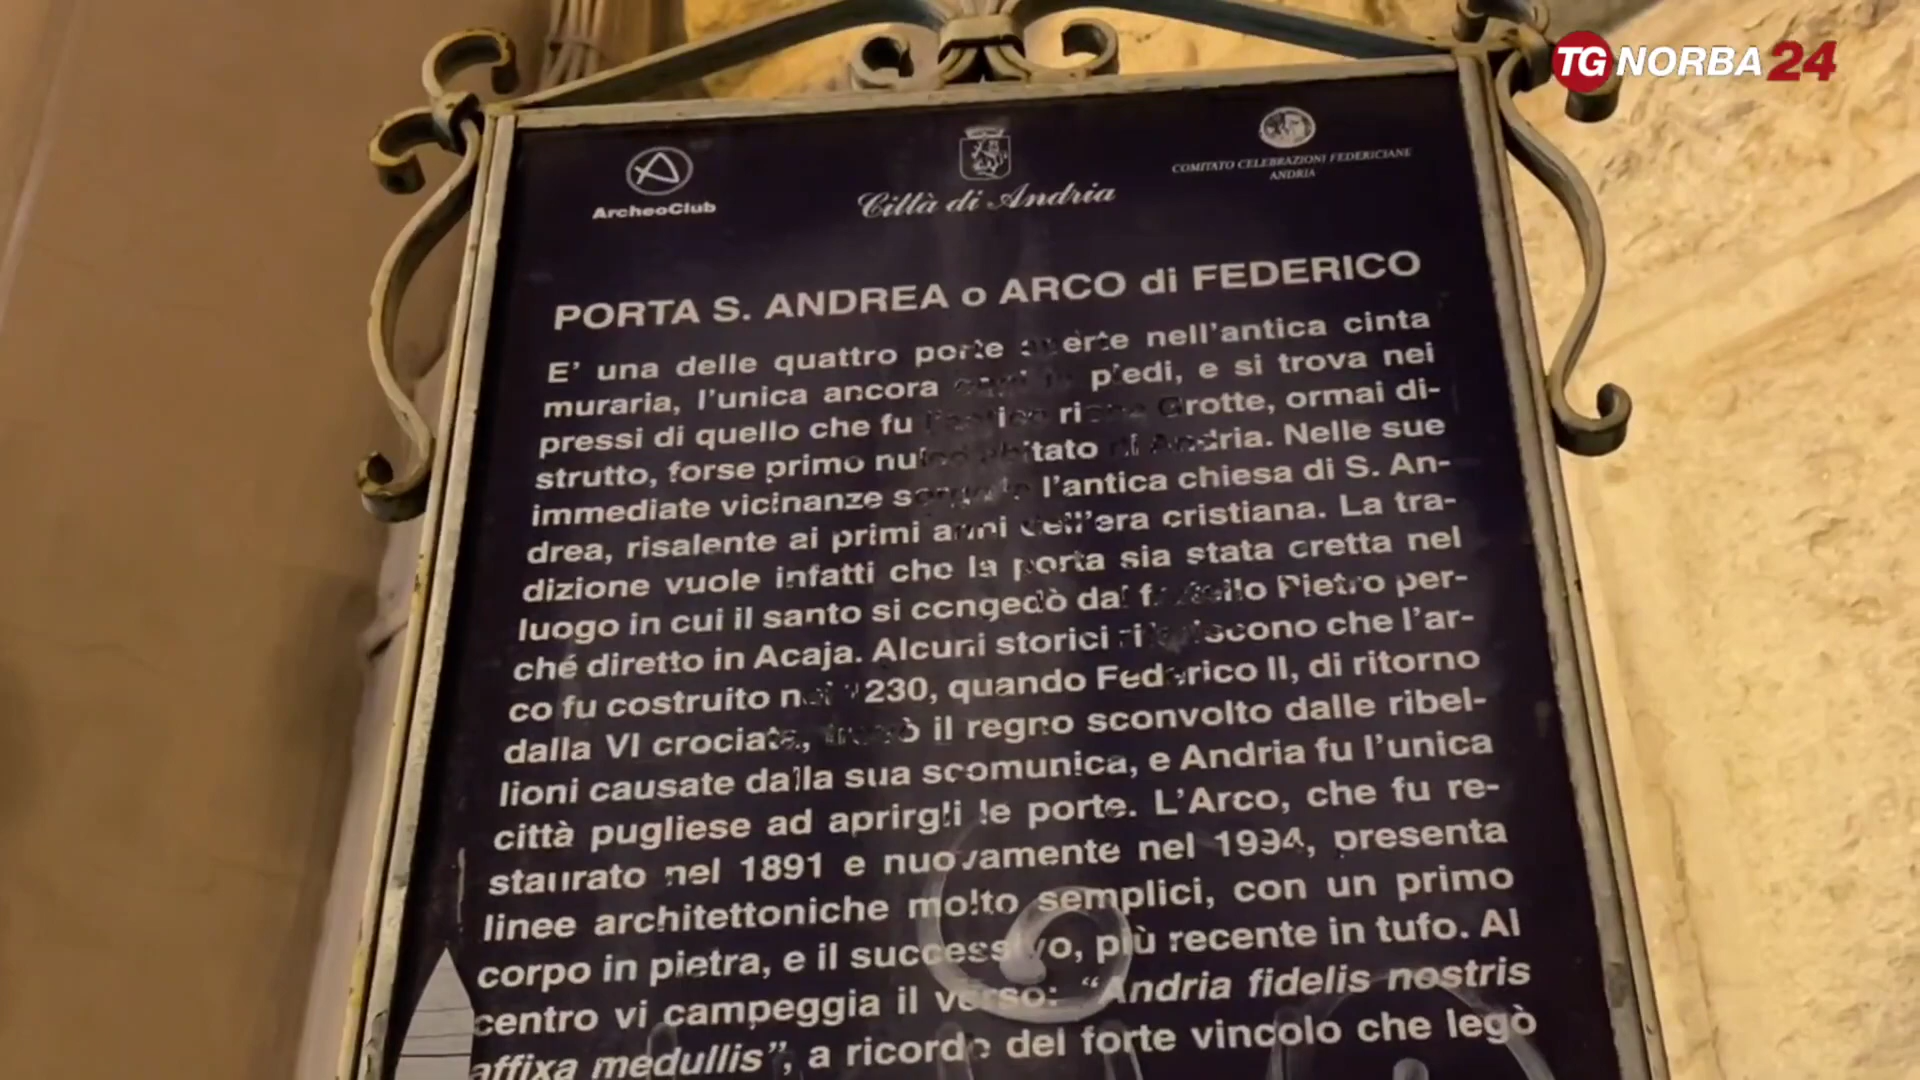 TG NORBA 24
ArcheoClub
Città di Andria
COMITATO CELEBRAZIONI FEDERICIANE
ANDRIA
PORTA S. ANDREA o ARCO di FEDERICO
E' una delle quattro porte nell'antica cinta
muraria, l'unica ancora piedi, e si trova nei
pressi di quello che fu Grotte, ormai di-
strutto, forse primo di Andria. Nelle sue
immediate vicinanze l'antica chiesa di S. An-
drea, risalente ai primi anni dell'era cristiana. La tra-
dizione vuole infatti che la porta sia stata eretta nel
luogo in cui il santo si congedò dal Pietro per-
ché diretto in Acaja. Alcuni storici che l'ar-
co fu costruito nel 1230, quando Federico II, di ritorno
dalla VI crociata, trovò il regno sconvolto dalle ribel-
lioni causate dalla sua scomunica, e Andria fu l'unica
città pugliese ad aprirgli le porte. L'Arco, che fu re-
staurato nel 1891 e nuovamente nel 1994, presenta
linee architettoniche molto semplici, con un primo
corpo in pietra, e il successivo, più recente in tufo. Al
centro vi campeggia il verso: "Andria fidelis nostris
affixa medullis", a ricordo del forte vincolo che legò